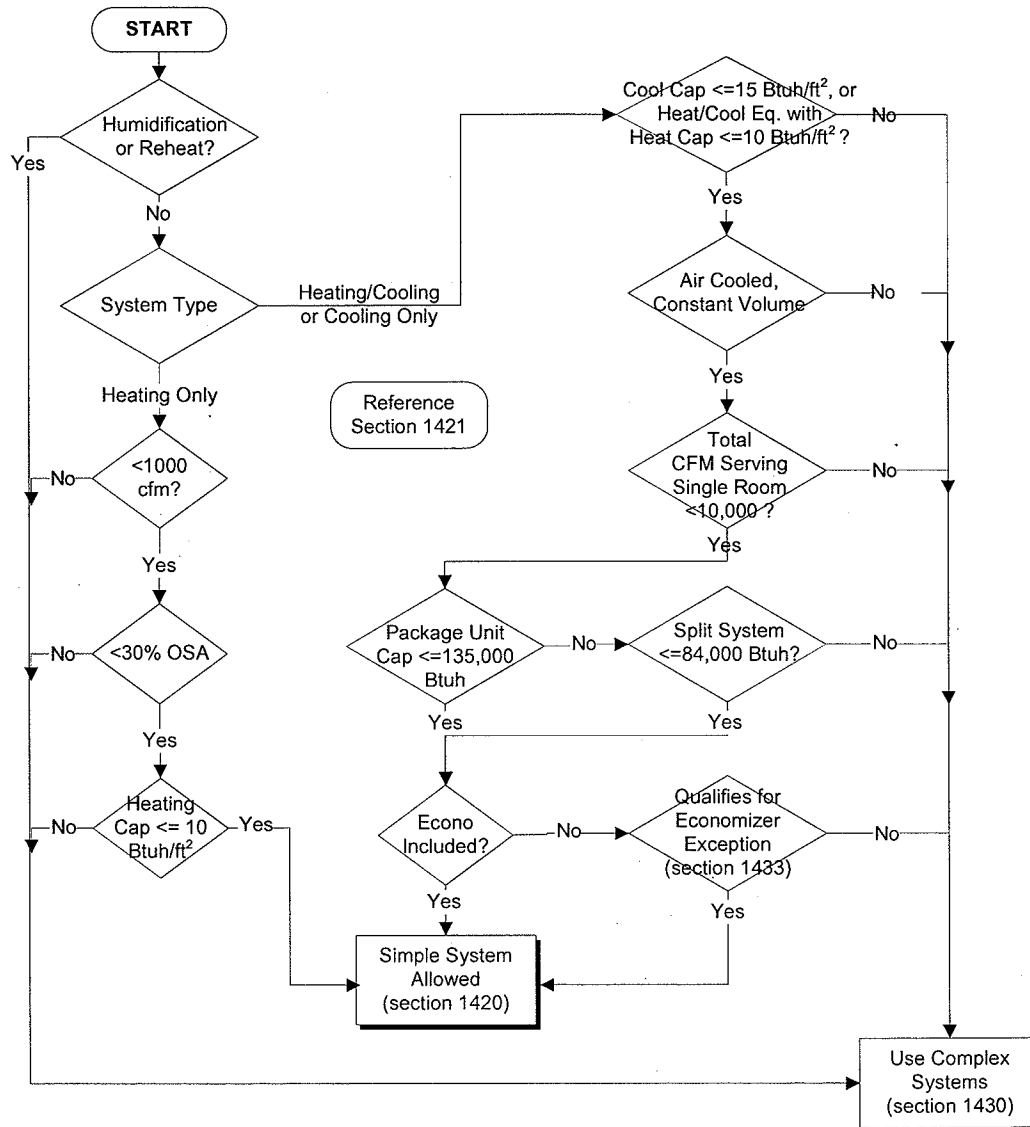 START
Humidification
or Reheat?
Yes
No
System Type
Heating/Cooling
or Cooling Only
Heating Only
<1000
cfm?
No
Yes
<30% OSA
No
Yes
Heating
Cap <= 10
Btuh/ft²
No
Yes
Reference
Section 1421
Cool Cap <=15 Btuh/ft², or
Heat/Cool Eq. with
Heat Cap <=10 Btuh/ft² ?
No
Yes
Air Cooled,
Constant Volume
No
Yes
Total
CFM Serving
Single Room
<10,000 ?
No
Yes
Package Unit
Cap <=135,000
Btuh
No
Yes
Split System
<=84,000 Btuh?
No
Yes
Econo
Included?
No
Yes
Qualifies for
Economizer
Exception
(section 1433)
No
Yes
Simple System
Allowed
(section 1420)
Use Complex
Systems
(section 1430)